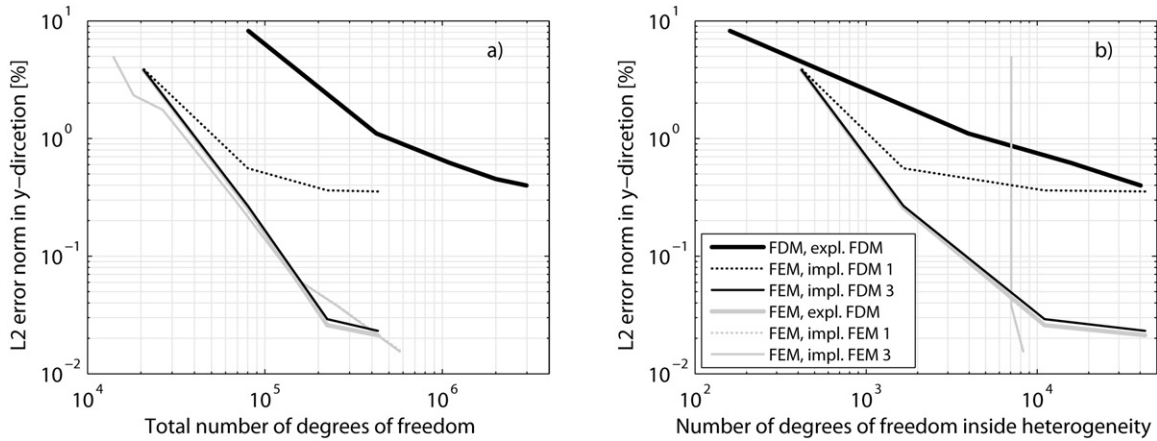 a)
L2 error norm in y-dircetion [%]
10^1
10^0
10^-1
10^-2
10^4
10^5
10^6
Total number of degrees of freedom
b)
L2 error norm in y-dircetion [%]
10^1
10^0
10^-1
10^-2
FDM, expl. FDM
FEM, impl. FDM 1
FEM, impl. FDM 3
FEM, expl. FDM
FEM, impl. FEM 1
FEM, impl. FEM 3
10^2
10^3
10^4
Number of degrees of freedom inside heterogeneity